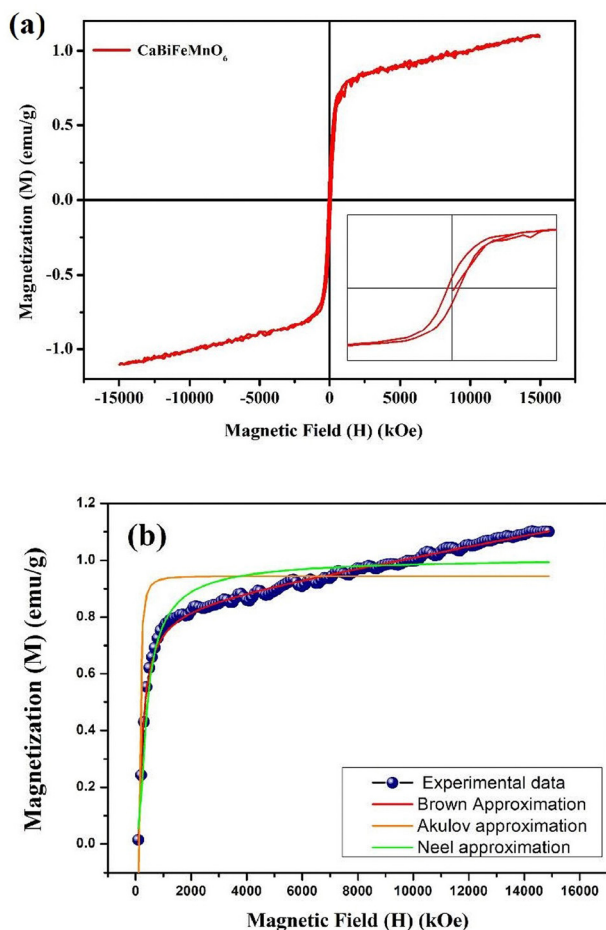 (a)
CaBiFeMnO₆
Magnetization (M) (emu/g)
1.0
0.5
0.0
-0.5
-1.0
-15000 -10000 -5000 0 5000 10000 15000
Magnetic Field (H) (kOe)
(b)
Magnetization (M) (emu/g)
1.2
1.0
0.8
0.6
0.4
0.2
0.0
Experimental data
Brown Approximation
Akulov approximation
Neel approximation
0 2000 4000 6000 8000 10000 12000 14000 16000
Magnetic Field (H) (kOe)